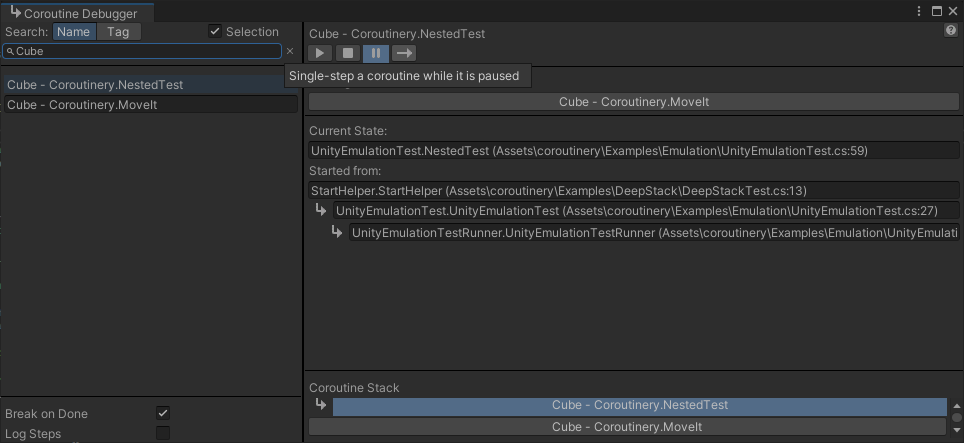 Coroutine Debugger
Search: Name Tag Selection
Cube
Cube - Coroutinery.NestedTest
Cube - Coroutinery.MoveIt
Break on Done
Log Steps
Cube - Coroutinery.NestedTest
Single-step a coroutine while it is paused
Cube - Coroutinery.MoveIt
Current State:
UnityEmulationTest.NestedTest (Assets\coroutinery\Examples\Emulation\UnityEmulationTest.cs:59)
Started from:
StartHelper.StartHelper (Assets\coroutinery\Examples\DeepStack\DeepStackTest.cs:13)
UnityEmulationTest.UnityEmulationTest (Assets\coroutinery\Examples\Emulation\UnityEmulationTest.cs:27)
UnityEmulationTestRunner.UnityEmulationTestRunner (Assets\coroutinery\Examples\Emulation\UnityEmulati
Coroutine Stack
Cube - Coroutinery.NestedTest
Cube - Coroutinery.MoveIt